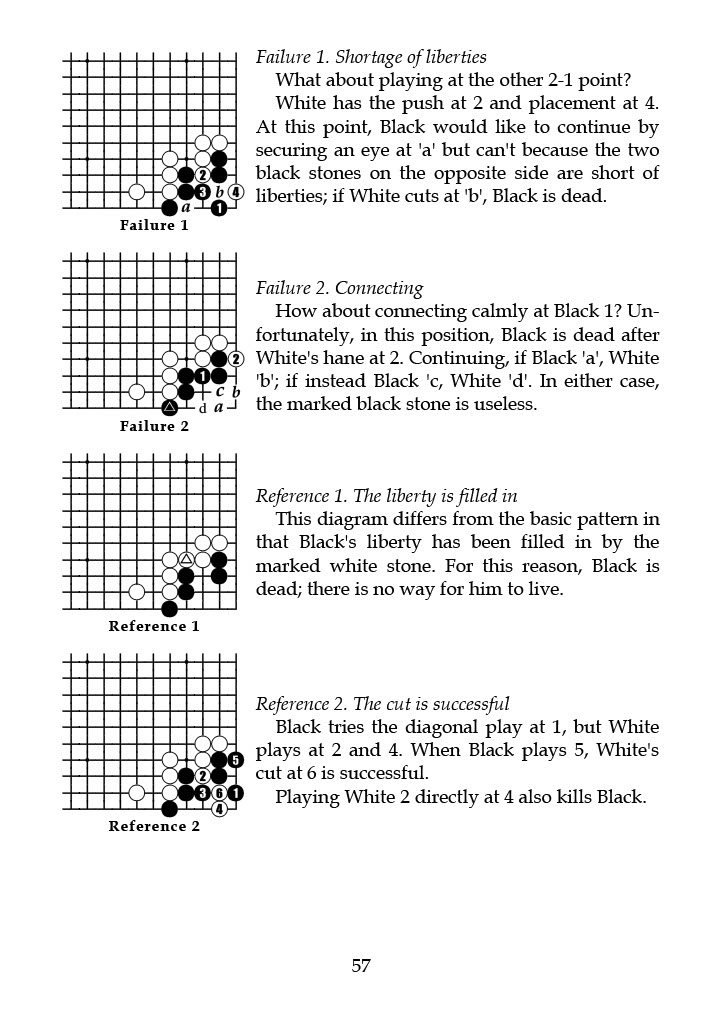 Failure 1. Shortage of liberties
What about playing at the other 2-1 point?
White has the push at 2 and placement at 4.
At this point, Black would like to continue by
securing an eye at 'a' but can't because the two
black stones on the opposite side are short of
liberties; if White cuts at 'b', Black is dead.
2
3 b 4
a 1
Failure 1
Failure 2. Connecting
How about connecting calmly at Black 1? Un-
fortunately, in this position, Black is dead after
White's hane at 2. Continuing, if Black 'a', White
'b'; if instead Black 'c, White 'd'. In either case,
the marked black stone is useless.
2
1
c b
d a
Failure 2
Reference 1. The liberty is filled in
This diagram differs from the basic pattern in
that Black's liberty has been filled in by the
marked white stone. For this reason, Black is
dead; there is no way for him to live.
Reference 1
Reference 2. The cut is successful
Black tries the diagonal play at 1, but White
plays at 2 and 4. When Black plays 5, White's
cut at 6 is successful.
Playing White 2 directly at 4 also kills Black.
5
2
3 6 1
4
Reference 2
57